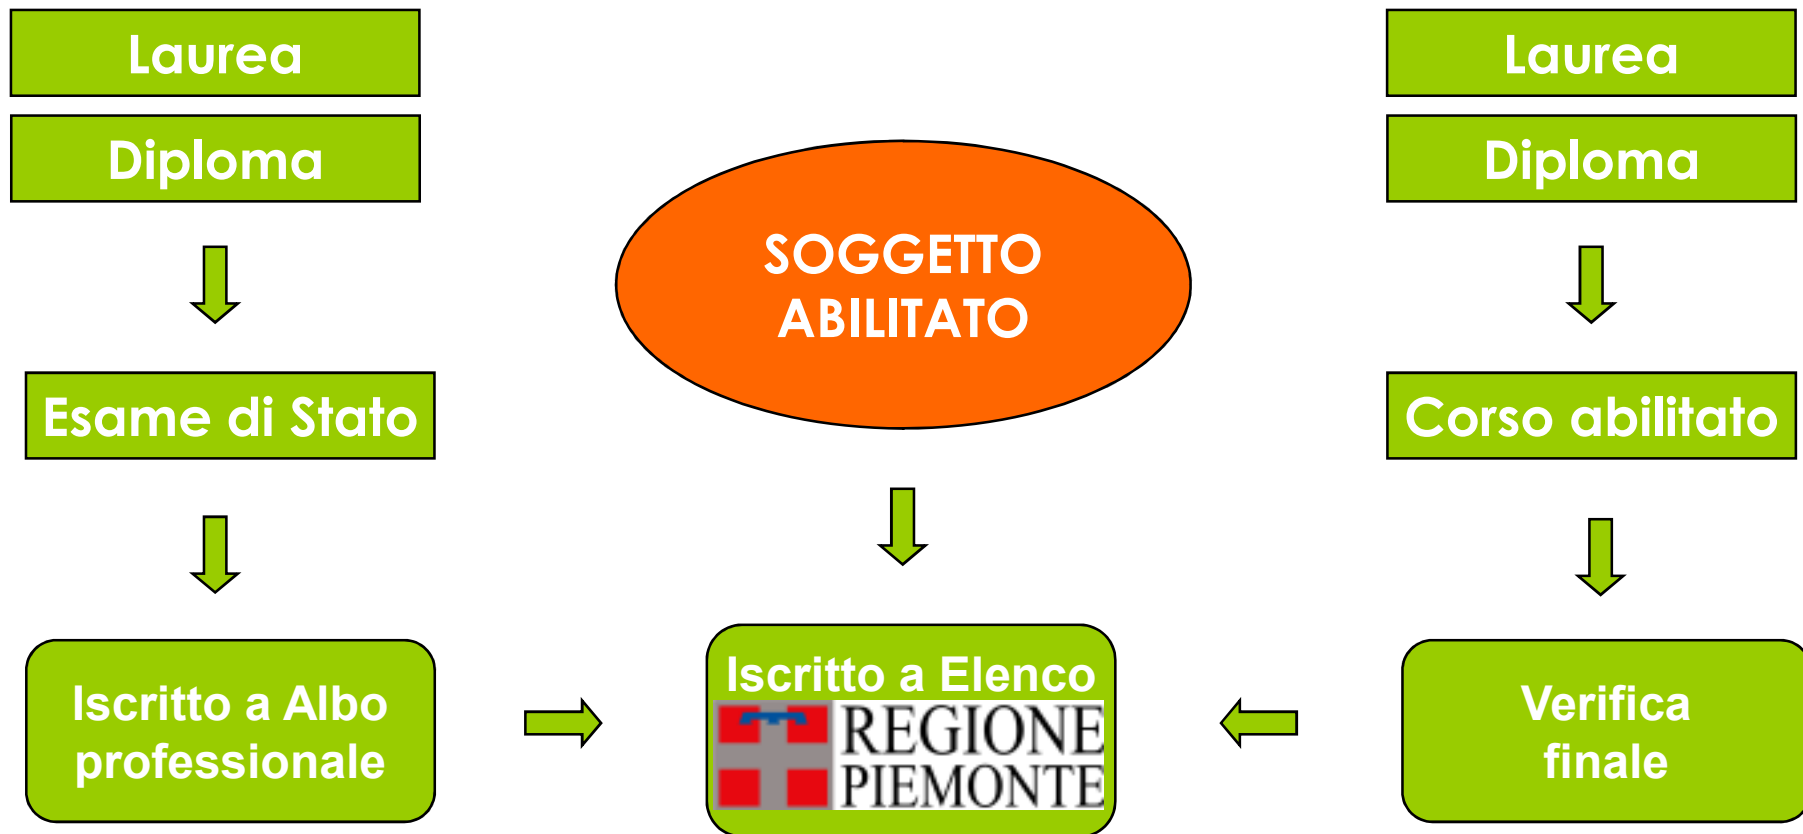 Laurea
Diploma
Esame di Stato
Iscritto a Albo
professionale
SOGGETTO
ABILITATO
Iscritto a Elenco
REGIONE
PIEMONTE
Laurea
Diploma
Corso abilitato
Verifica
finale